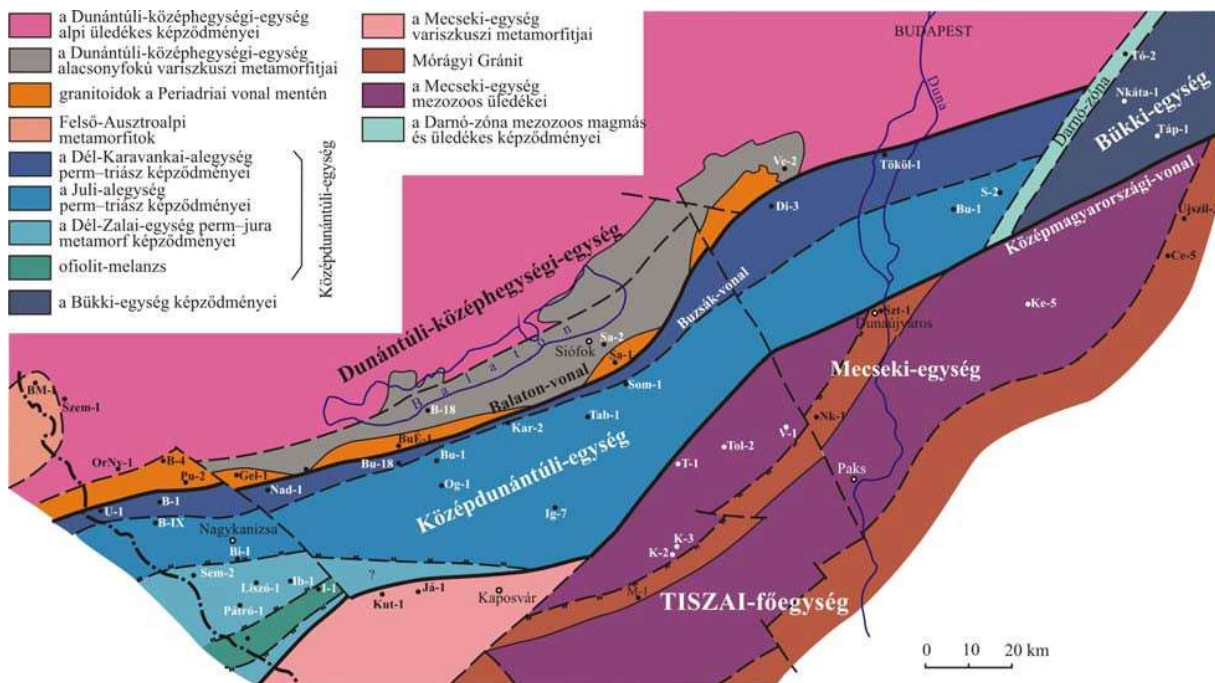 a Dunántúli-középhegységi-egység
alpi üledékes képződményei
a Dunántúli-középhegységi-egység
alacsonyfokú variszkuszi metamorfitjai
granitoidok a Periadriai vonal mentén
Felső-Ausztroalpi
metamorfitok
a Dél-Karavankai-alegység
perm–triász képződményei
a Juli-alegység
perm–triász képződményei
a Dél-Zalai-egység perm–jura
metamorf képződményei
ofiolit-melanzs
a Bükki-egység képződményei
Középdunántúli-egység
a Mecseki-egység
variszkuszi metamorfitjai
Mórágyi Gránit
a Mecseki-egység
mezozoos üledékei
a Darnó-zóna mezozoos magmás
és üledékes képződményei
BUDAPEST
Duna
Tó-2
Nkáta-1
Táp-1
Bükki-egység
Darnó-zóna
Ve-2
Tököl-1
Di-3
S-2
Bu-1
Középmagyarországi-vonal
Újszil-2
Ce-5
Ke-5
Dunántúli-középhegységi-egység
Buzsák-vonal
Balaton
Siófok
Sa-2
Sa-1
Balaton-vonal
Som-1
Szt-1
Dunaújváros
Mecseki-egység
BM-1
Szem-1
B-18
Tab-1
Kar-2
Nk-1
BuÉ-1
V-1
Tol-2
OrNy-1
B-4
Bu-18
Bu-1
T-1
Pu-2
Gel-1
Nad-1
Og-1
Középdunántúli-egység
Paks
U-1
B-1
B-IX
Ig-7
Nagykanizsa
Bi-1
K-3
K-2
Sem-2
Liszó-1
Ib-1
I-1
?
Kut-1
Já-1
Kaposvár
M-1
TISZAI-főegység
Pátró-1
0 10 20 km